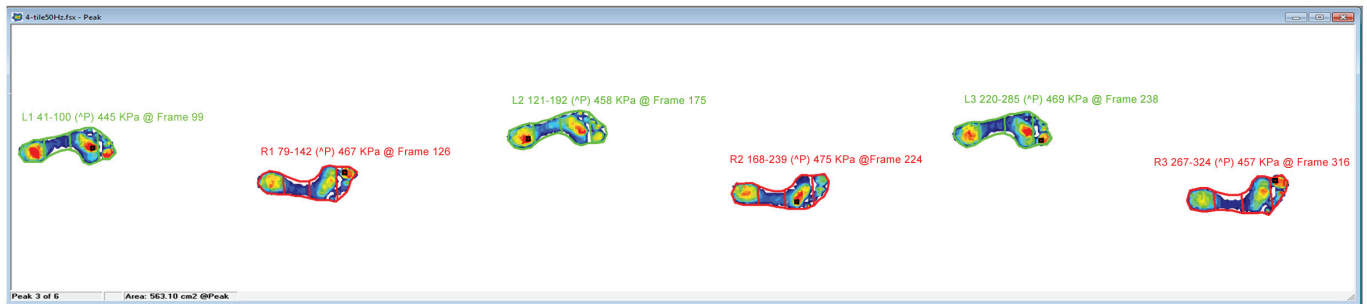 4-tile50Hz.fsx - Peak
L1 41-100 (^P) 445 KPa @ Frame 99
R1 79-142 (^P) 467 KPa @ Frame 126
L2 121-192 (^P) 458 KPa @ Frame 175
R2 168-239 (^P) 475 KPa @Frame 224
L3 220-285 (^P) 469 KPa @ Frame 238
R3 267-324 (^P) 457 KPa @ Frame 316
Peak 3 of 6
Area: 563.10 cm2 @Peak